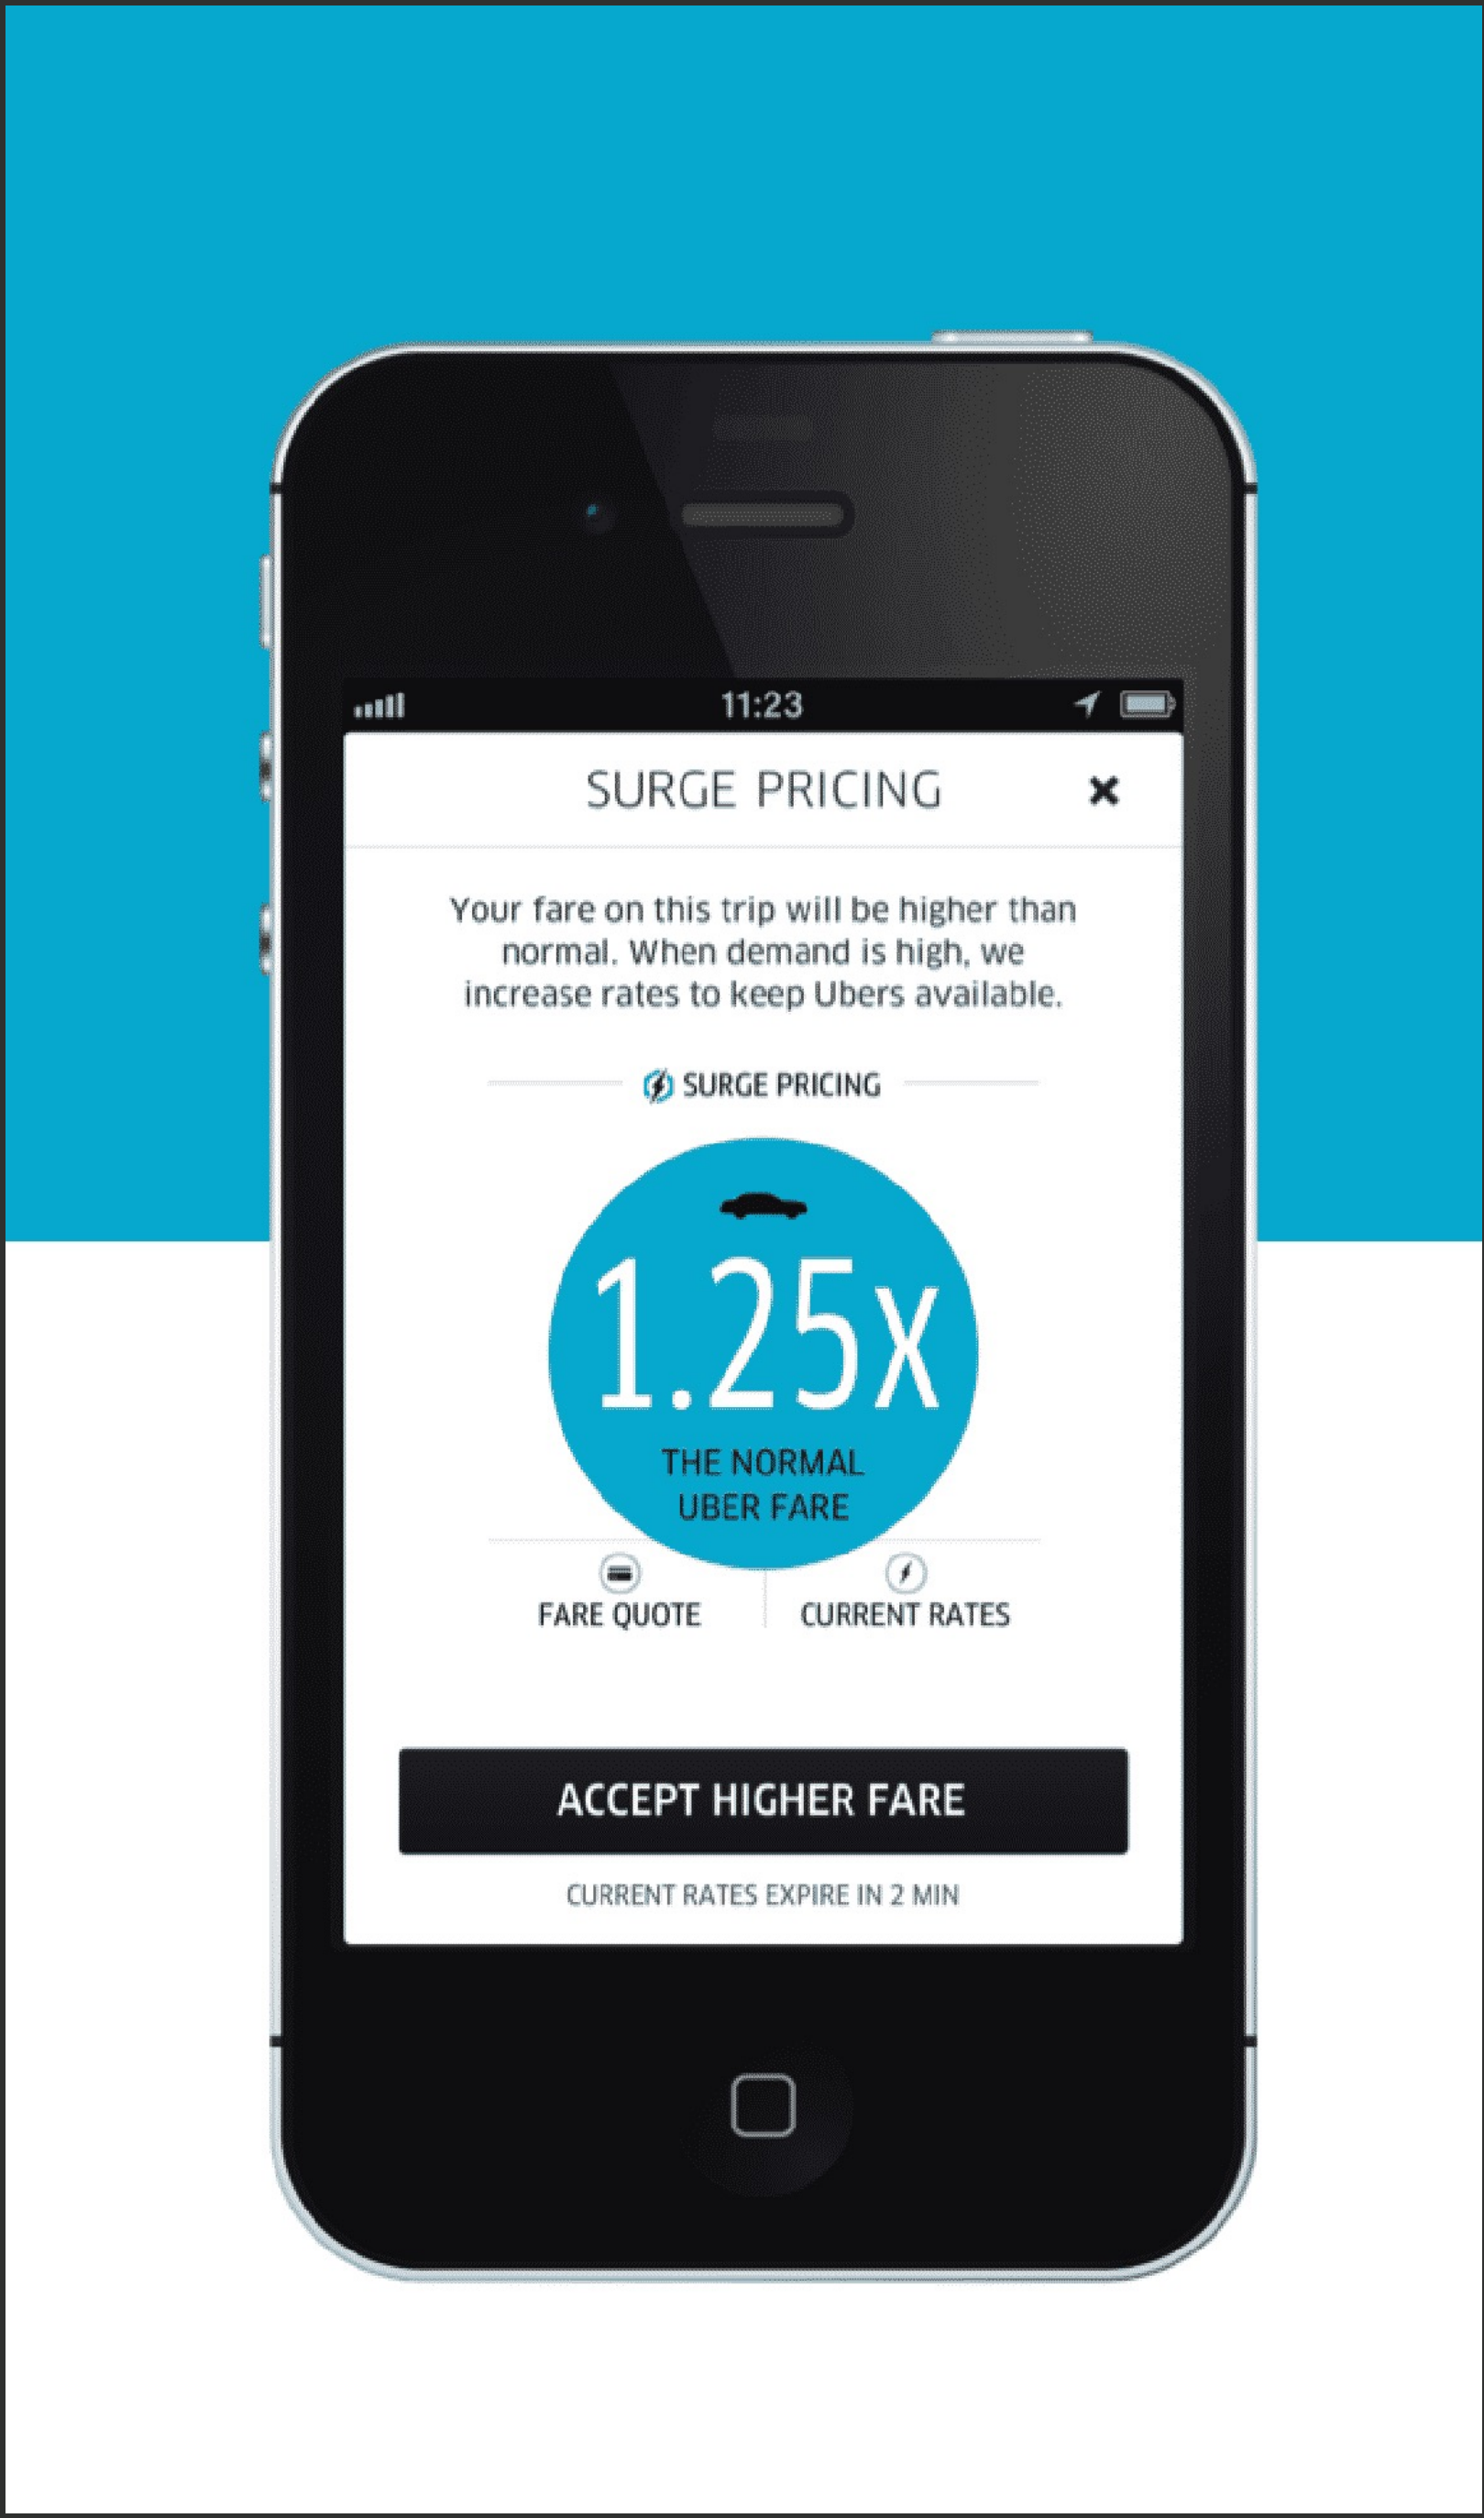 11:23
SURGE PRICING
Your fare on this trip will be higher than
normal. When demand is high, we
increase rates to keep Ubers available.
SURGE PRICING
1.25x
THE NORMAL
UBER FARE
FARE QUOTE
CURRENT RATES
ACCEPT HIGHER FARE
CURRENT RATES EXPIRE IN 2 MIN